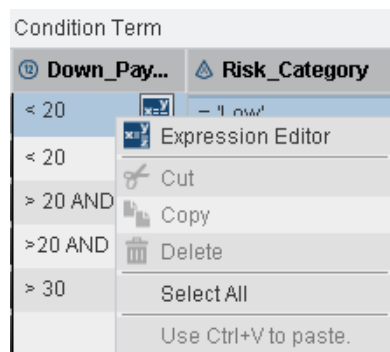 Condition Term
Down_Pay... Risk_Category
< 20 = 'Low'
Expression Editor
< 20
Cut
> 20 AND
Copy
>20 AND
Delete
> 30
Select All
Use Ctrl+V to paste.